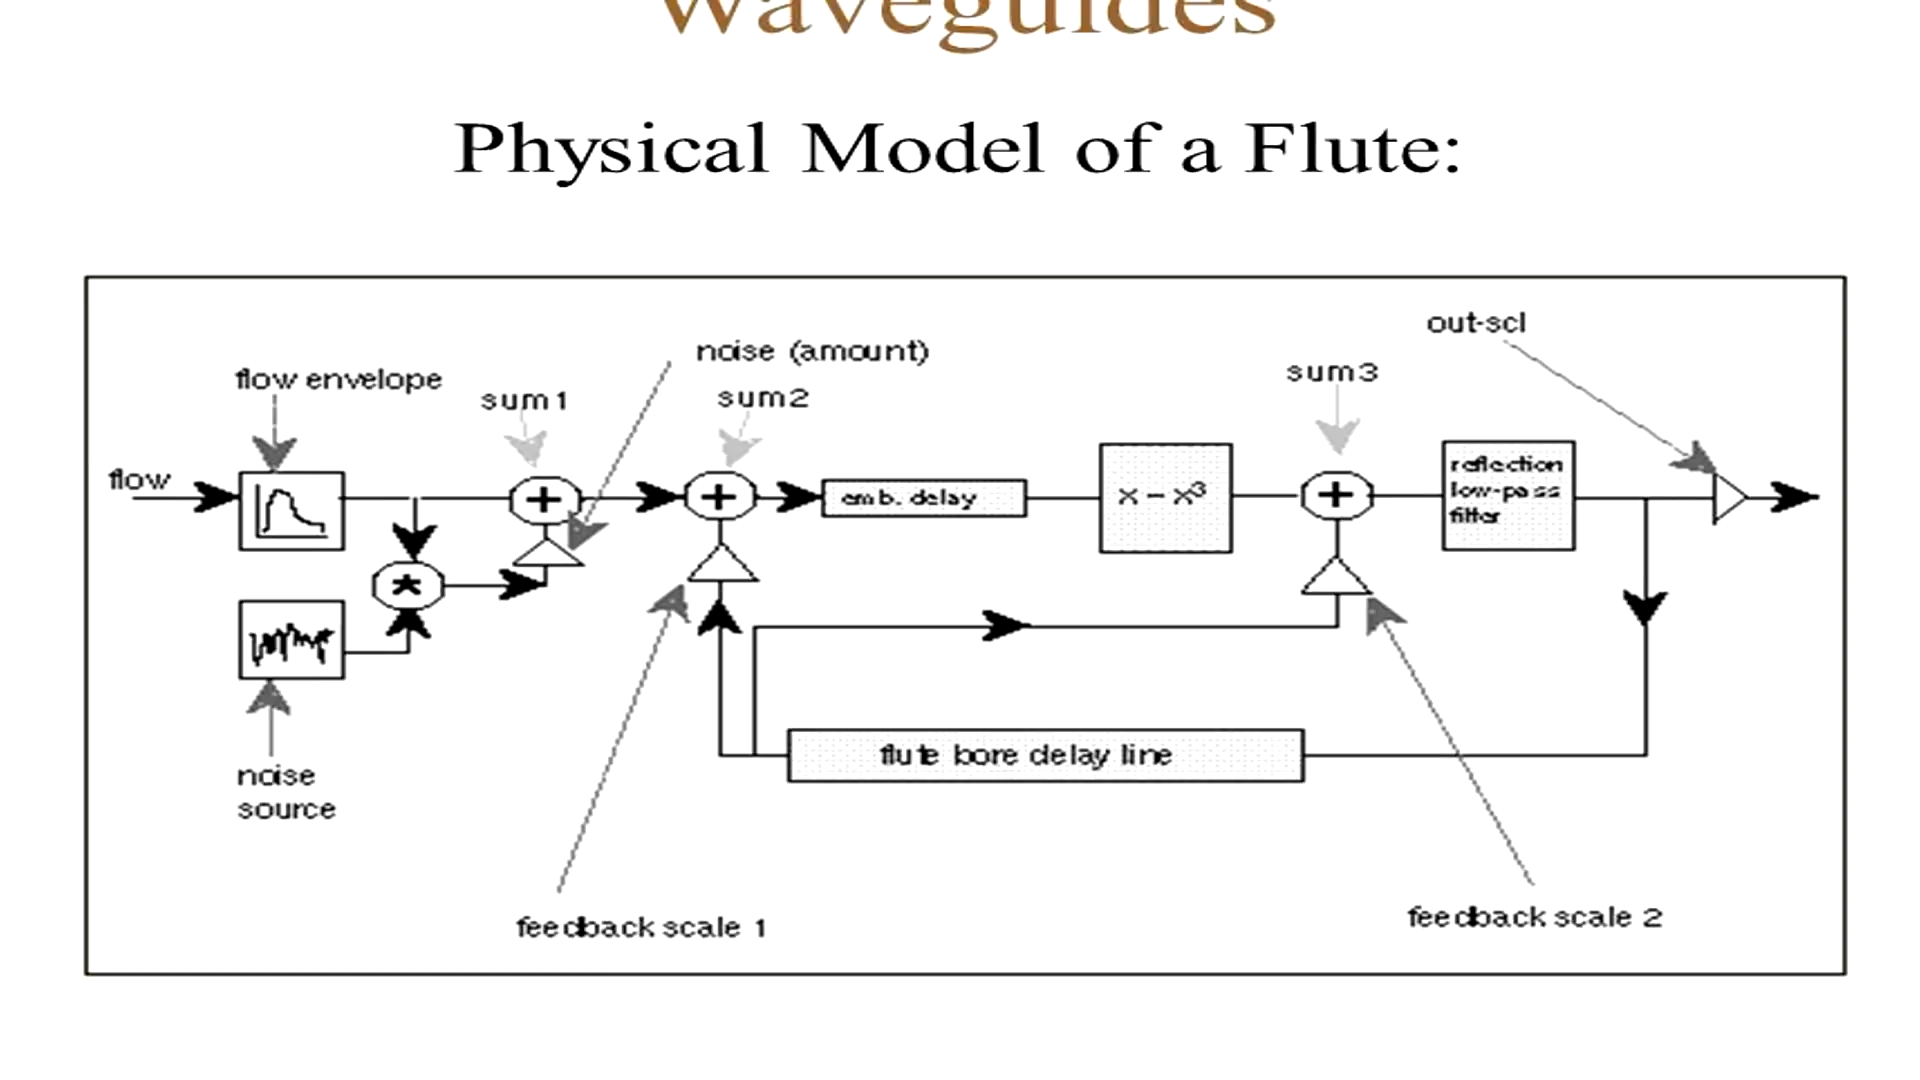 Waveguides
Physical Model of a Flute:
out-scl
noise (amount)
sum3
flow envelope
sum1
sum2
flow
reflection
low-pass
filter
emb. delay
x - x³
+
+
+
*
flute bore delay line
noise
source
feedback scale 1
feedback scale 2